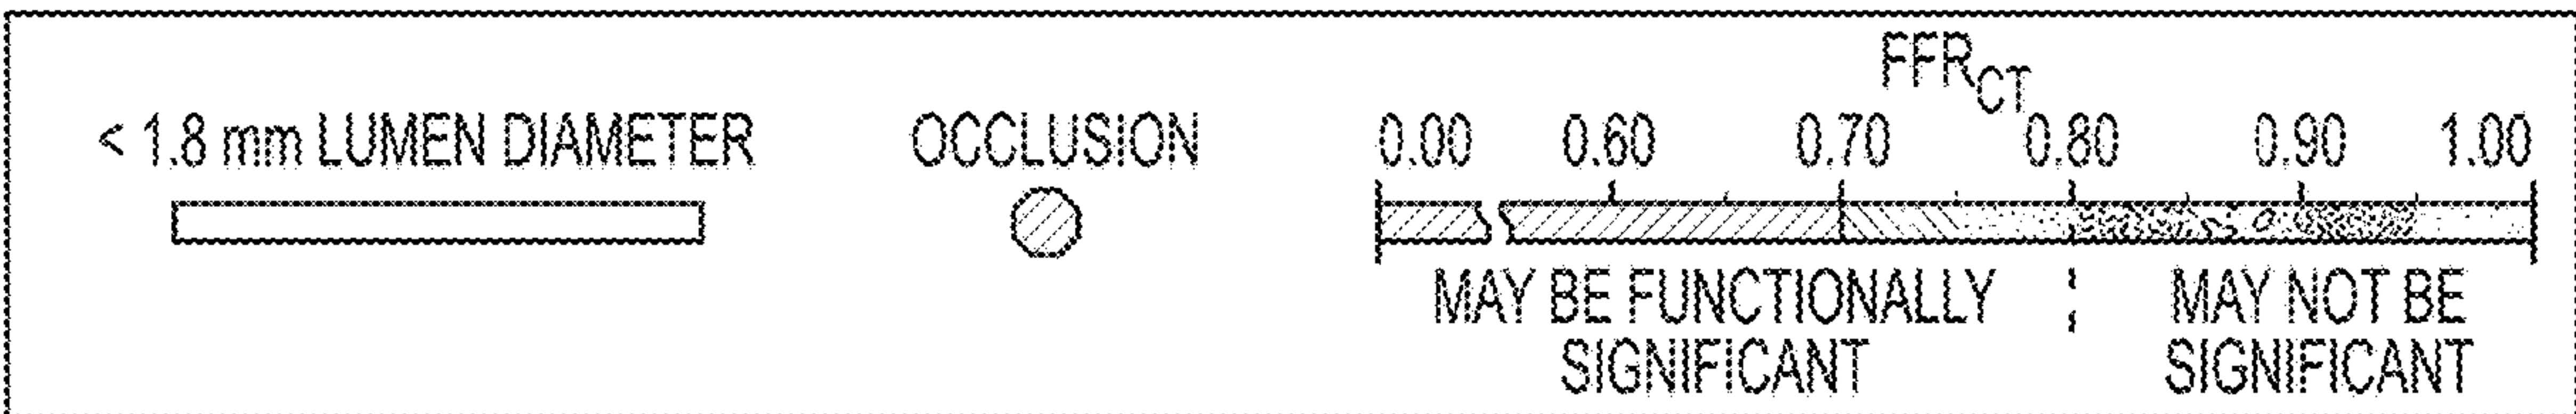 FFRCT
< 1.8 mm LUMEN DIAMETER OCCLUSION 0.00 0.60 0.70 0.80 0.90 1.00
MAY BE FUNCTIONALLY MAY NOT BE
SIGNIFICANT SIGNIFICANT